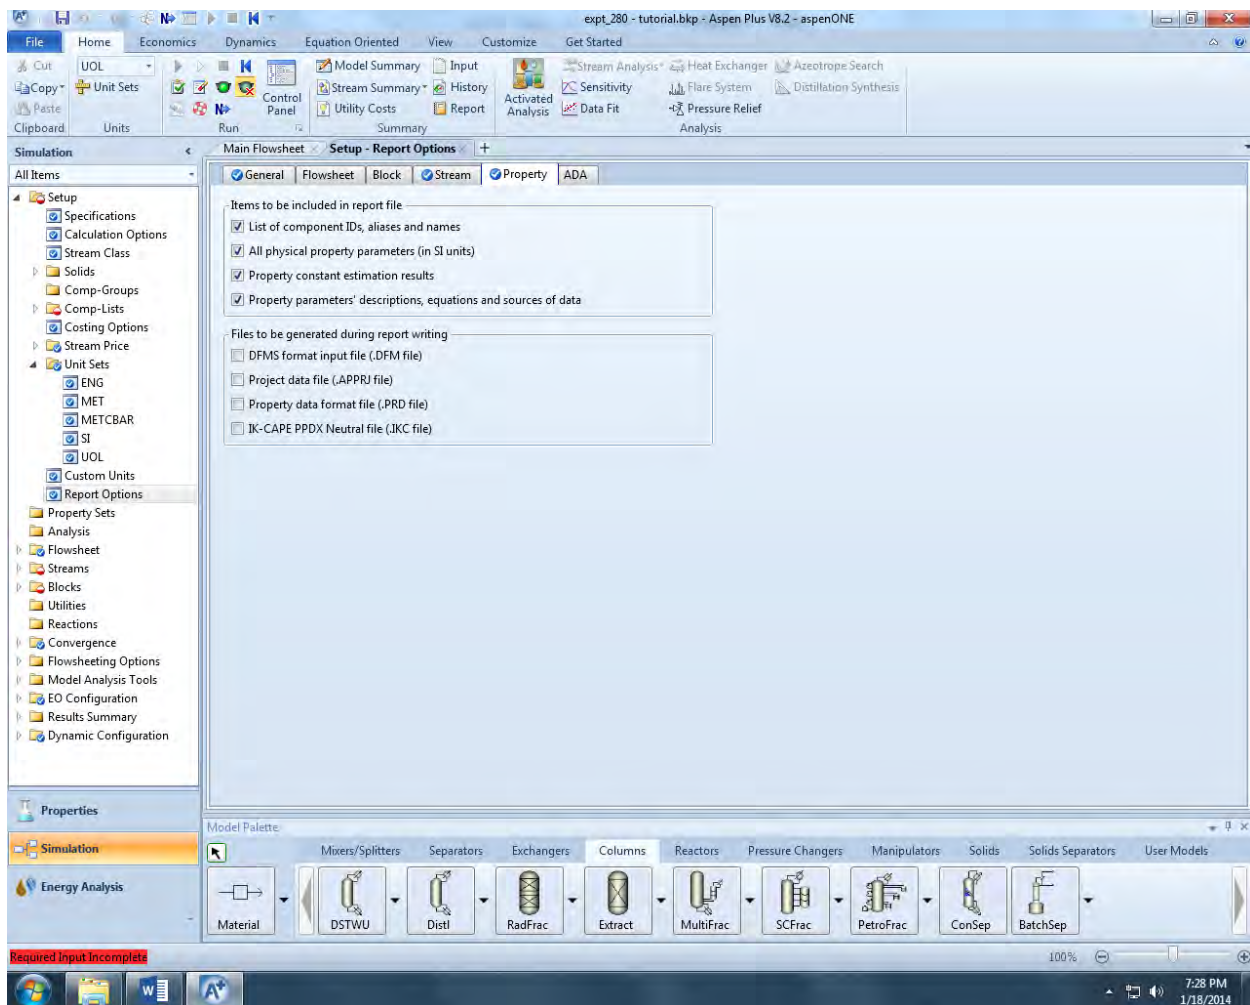 expt_280 - tutorial.bkp - Aspen Plus V8.2 - aspenONE
File Home Economics Dynamics Equation Oriented View Customize Get Started
Cut
Copy
Paste
Clipboard
UOL
Unit Sets
Units
Control Panel
Run
Model Summary Input
Stream Summary History
Utility Costs Report
Summary
Activated Analysis
Stream Analysis Heat Exchanger Azeotrope Search
Sensitivity Flare System Distillation Synthesis
Data Fit Pressure Relief
Analysis
Simulation
All Items
Setup
Specifications
Calculation Options
Stream Class
Solids
Comp-Groups
Comp-Lists
Costing Options
Stream Price
Unit Sets
ENG
MET
METCBAR
SI
UOL
Custom Units
Report Options
Property Sets
Analysis
Flowsheet
Streams
Blocks
Utilities
Reactions
Convergence
Flowsheeting Options
Model Analysis Tools
EO Configuration
Results Summary
Dynamic Configuration
Properties
Simulation
Energy Analysis
Main Flowsheet Setup - Report Options +
General Flowsheet Block Stream Property ADA
Items to be included in report file
List of component IDs, aliases and names
All physical property parameters (in SI units)
Property constant estimation results
Property parameters' descriptions, equations and sources of data
Files to be generated during report writing
DFMS format input file (.DFM file)
Project data file (.APPRJ file)
Property data format file (.PRD file)
IK-CAPE PPDX Neutral file (.IKC file)
Model Palette
Mixers/Splitters Separators Exchangers Columns Reactors Pressure Changers Manipulators Solids Solids Separators User Models
Material DSTWU Distl RadFrac Extract MultiFrac SCFrac PetroFrac ConSep BatchSep
Required Input Incomplete
100%
7:28 PM
1/18/2014